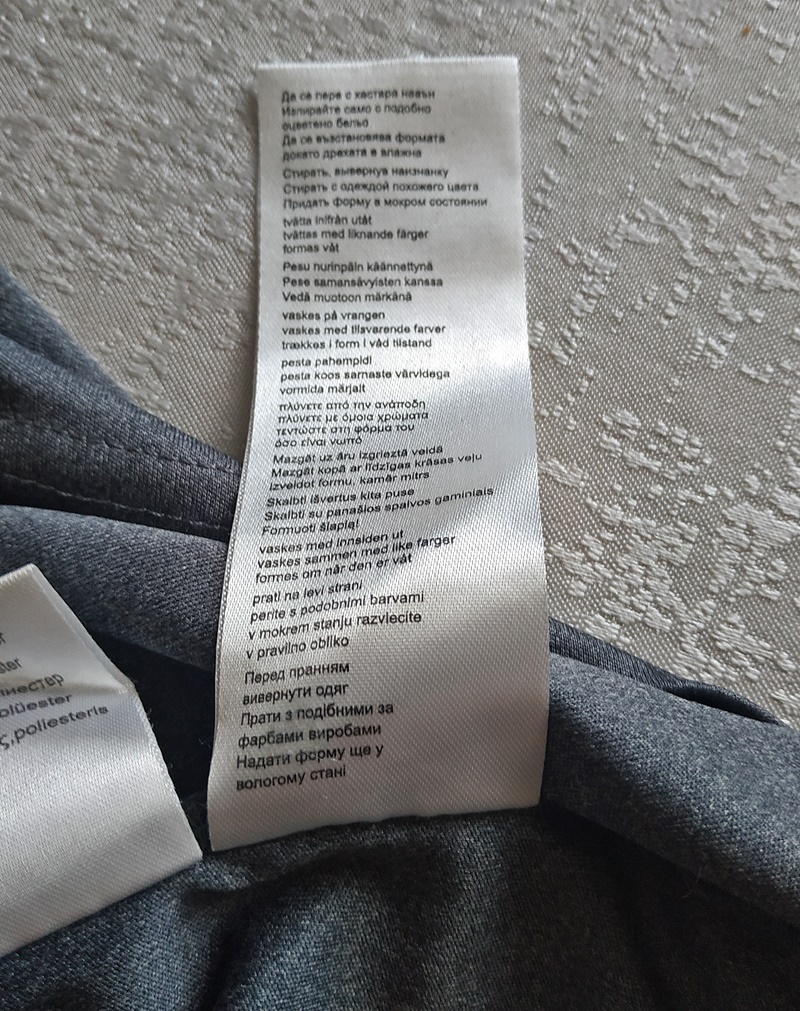 Да се пере с хастара навън
Изпирайте само с подобно
оцветено бельо
Да се възстановява формата
докато дрехата е влажна
Стирать, вывернув наизнанку
Стирать с одеждой похожего цвета
Придать форму в мокром состоянии
tvätta inifrån utåt
tvättas med liknande färger
formas våt
Pesu nurinpäin käännettynä
Pese samansävyisten kanssa
Vedä muotoon märkänä
vaskes på vrangen
vaskes med tilsvarende farver
trækkes i form i våd tilstand
pesta pahempidi
pesta koos sarnaste värvidega
vormida märjalt
πλύνετε από την ανάποδη
πλύνετε με όμοια χρώματα
τεντώστε στη φόρμα του
όσο είναι νωπό
Mazgāt uz āru izgrieztā veidā
Mazgāt kopā ar līdzīgas krāsas veļu
Izveidot formu, kamēr mitrs
Skalbti išvertus kita puse
Skalbti su panašios spalvos gaminiais
Formuoti šlapią!
vaskes med innsiden ut
vaskes sammen med like farger
formes om når den er våt
prati na levi strani
perite s podobnimi barvami
v mokrem stanju razvlecite
v pravilno obliko
Перед пранням
вивернути одяг
Прати з подібними за
фарбами виробами
Надати форму ще у
вологому стані
poliesteris